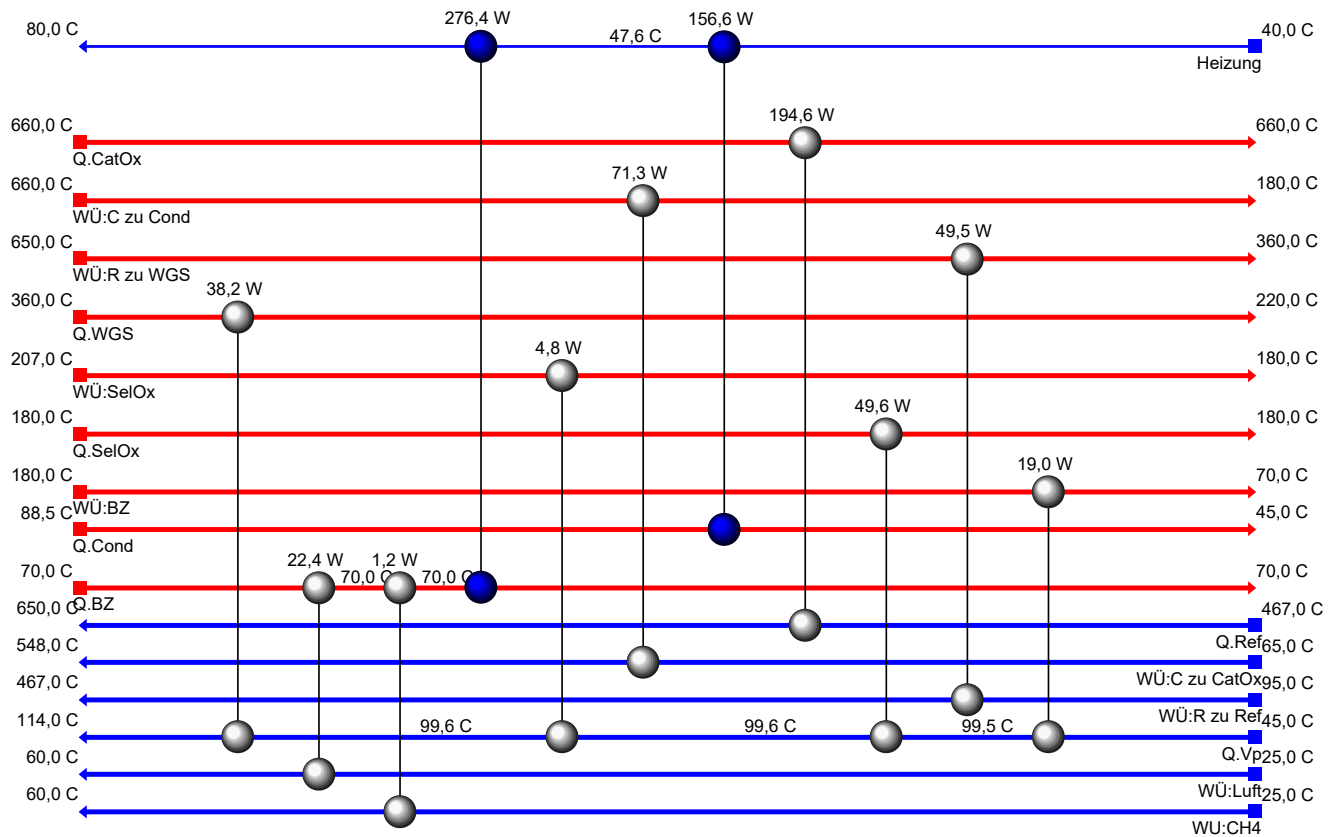 276,4 W 156,6 W
80,0 C 47,6 C 40,0 C
Heizung
194,6 W
660,0 C 660,0 C
Q.CatOx
71,3 W
660,0 C 180,0 C
WÜ:C zu Cond
49,5 W
650,0 C 360,0 C
WÜ:R zu WGS
38,2 W
360,0 C 220,0 C
Q.WGS
4,8 W
207,0 C 180,0 C
WÜ:SelOx
49,6 W
180,0 C 180,0 C
Q.SelOx
19,0 W
180,0 C 70,0 C
WÜ:BZ
88,5 C 45,0 C
Q.Cond
22,4 W 1,2 W
70,0 C 70,0 C 70,0 C 70,0 C
Q.BZ
650,0 C 467,0 C
Q.Ref
548,0 C 65,0 C
WÜ:C zu CatOx
467,0 C 95,0 C
WÜ:R zu Ref
114,0 C 99,6 C 99,6 C 99,5 C 45,0 C
Q.Vp
60,0 C 25,0 C
WÜ:Luft
60,0 C 25,0 C
WU:CH4